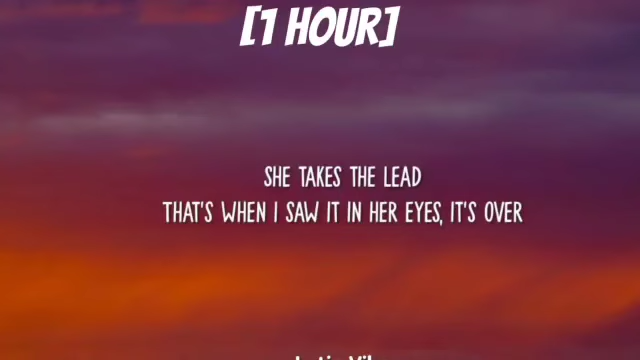 [1 HOUR]
SHE TAKES THE LEAD
THAT'S WHEN I SAW IT IN HER EYES, IT'S OVER